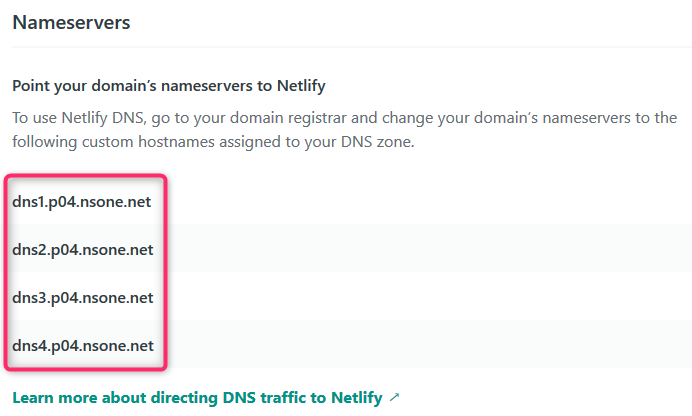 Nameservers
Point your domain’s nameservers to Netlify
To use Netlify DNS, go to your domain registrar and change your domain’s nameservers to the
following custom hostnames assigned to your DNS zone.
dns1.p04.nsone.net
dns2.p04.nsone.net
dns3.p04.nsone.net
dns4.p04.nsone.net
Learn more about directing DNS traffic to Netlify ↗